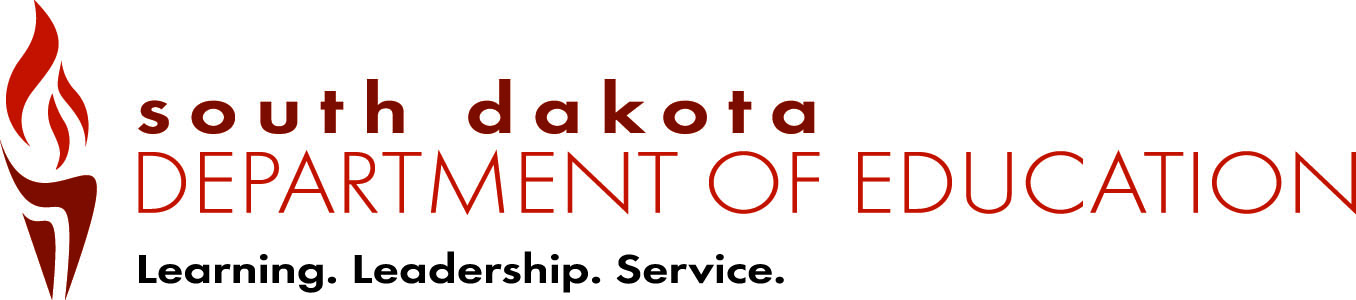 south dakota
DEPARTMENT OF EDUCATION
Learning. Leadership. Service.